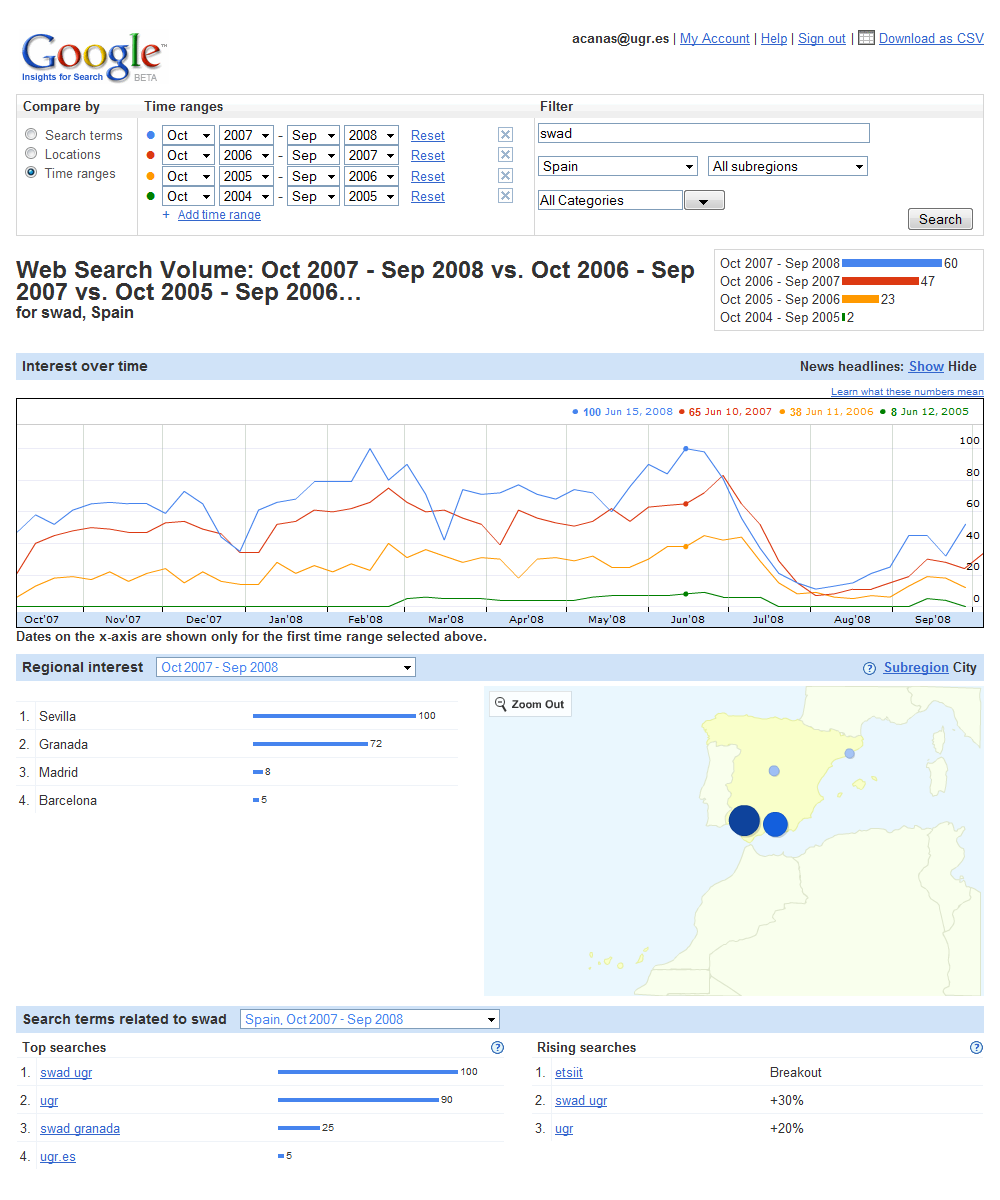 acanas@ugr.es | My Account | Help | Sign out | Download as CSV
Google™
Insights for Search BETA
Compare by Time ranges Filter
Search terms
Locations
Time ranges
Oct 2007 - Sep 2008 Reset
Oct 2006 - Sep 2007 Reset
Oct 2005 - Sep 2006 Reset
Oct 2004 - Sep 2005 Reset
+ Add time range
swad
Spain All subregions
All Categories
Search
Web Search Volume: Oct 2007 - Sep 2008 vs. Oct 2006 - Sep
2007 vs. Oct 2005 - Sep 2006…
for swad, Spain
Oct 2007 - Sep 2008 60
Oct 2006 - Sep 2007 47
Oct 2005 - Sep 2006 23
Oct 2004 - Sep 2005 2
Interest over time News headlines: Show Hide
Learn what these numbers mean
100 Jun 15, 2008 65 Jun 10, 2007 38 Jun 11, 2006 8 Jun 12, 2005
100
80
60
40
20
0
Oct'07 Nov'07 Dec'07 Jan'08 Feb'08 Mar'08 Apr'08 May'08 Jun'08 Jul'08 Aug'08 Sep'08
Dates on the x-axis are shown only for the first time range selected above.
Regional interest Oct 2007 - Sep 2008 ? Subregion City
1. Sevilla 100
2. Granada 72
3. Madrid 8
4. Barcelona 5
Zoom Out
Search terms related to swad Spain, Oct 2007 - Sep 2008
Top searches ?
1. swad ugr 100
2. ugr 90
3. swad granada 25
4. ugr.es 5
Rising searches ?
1. etsiit Breakout
2. swad ugr +30%
3. ugr +20%